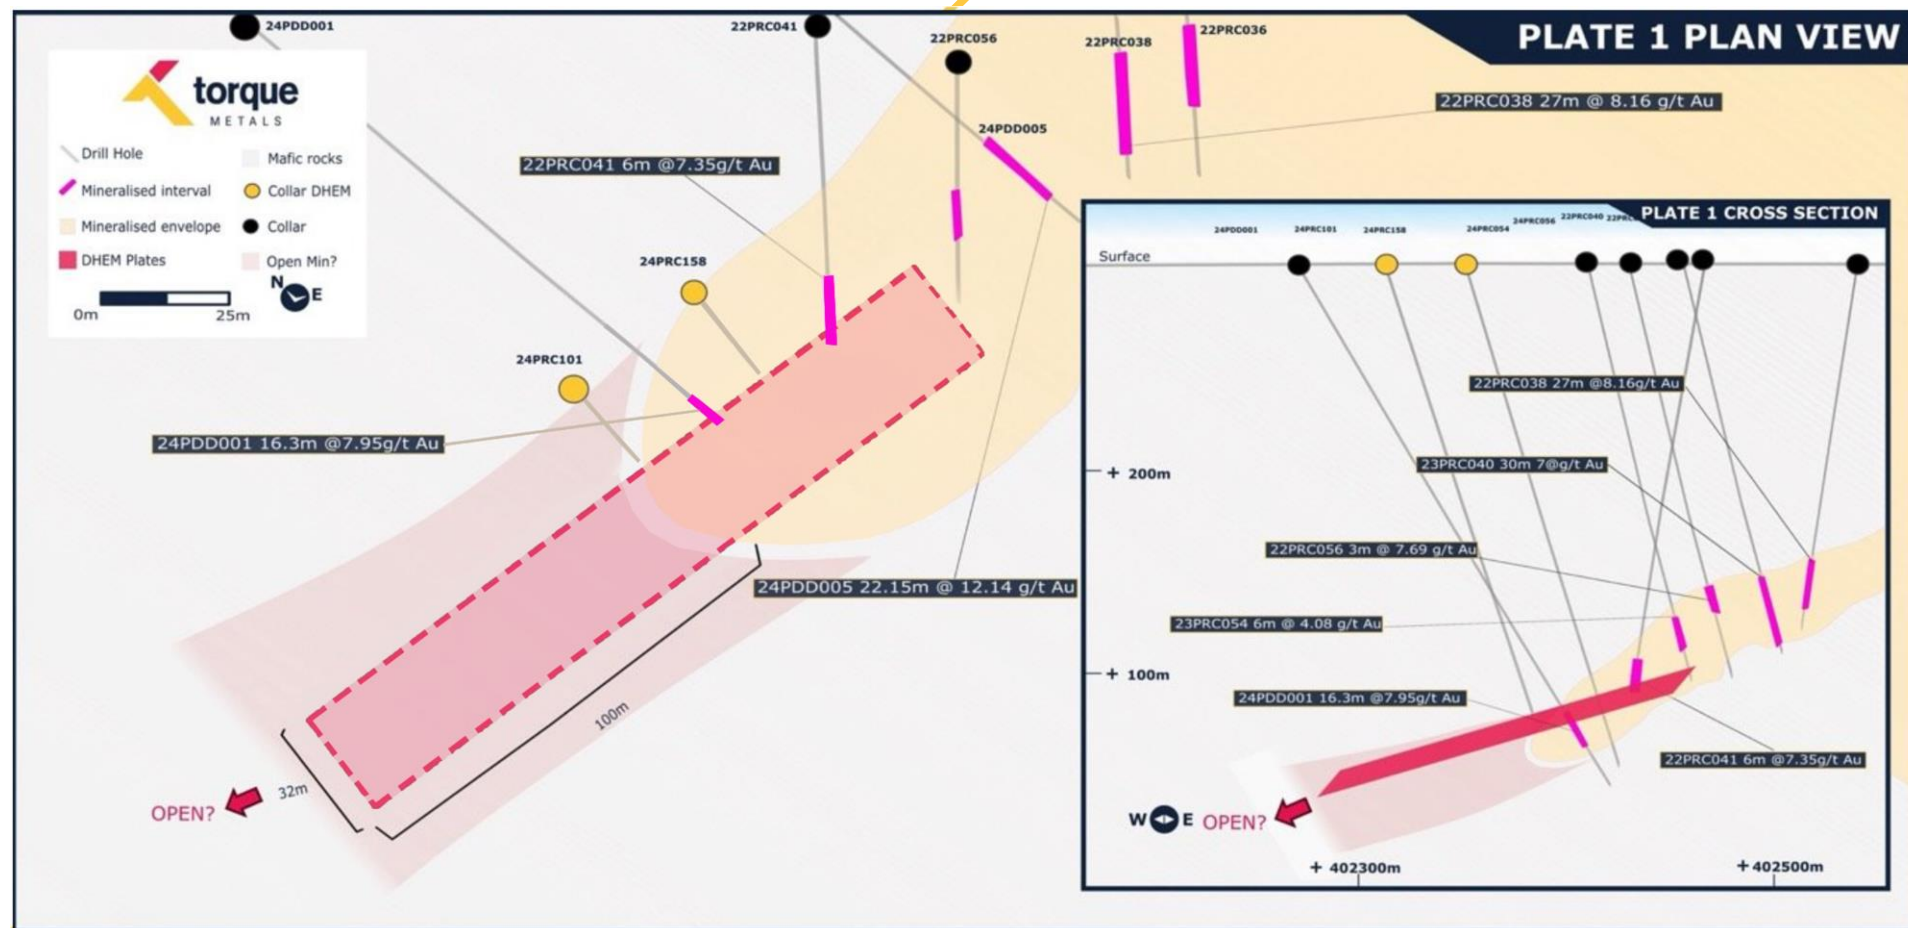 PLATE 1 PLAN VIEW
24PDD001
22PRC041
22PRC056
22PRC038
22PRC036
torque
METALS
Drill Hole
Mafic rocks
Mineralised interval
Collar DHEM
Mineralised envelope
Collar
DHEM Plates
Open Min?
0m
25m
N
E
22PRC041 6m @7.35g/t Au
24PDD005
22PRC038 27m @ 8.16 g/t Au
24PRC158
24PRC101
24PDD001 16.3m @7.95g/t Au
24PDD005 22.15m @ 12.14 g/t Au
100m
32m
OPEN?
PLATE 1 CROSS SECTION
24PDD001
24PRC101
24PRC158
24PRC054
24PRC056
22PRC040
Surface
22PRC038 27m @8.16g/t Au
23PRC040 30m 7@g/t Au
+ 200m
22PRC056 3m @ 7.69 g/t Au
23PRC054 6m @ 4.08 g/t Au
+ 100m
24PDD001 16.3m @7.95g/t Au
22PRC041 6m @7.35g/t Au
W
E
OPEN?
+ 402300m
+ 402500m